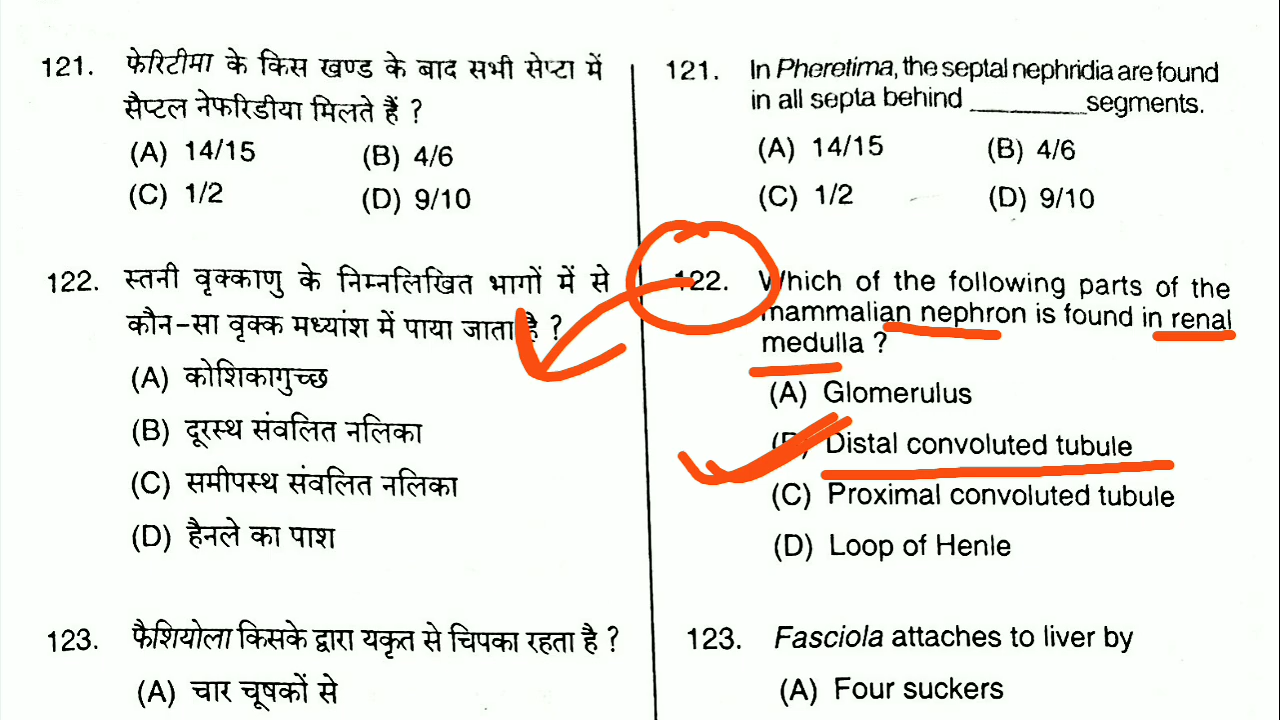 121. फेरिटीमा के किस खण्ड के बाद सभी सेप्टा में
सैप्टल नेफरिडीया मिलते हैं ?
(A) 14/15 (B) 4/6
(C) 1/2 (D) 9/10
122. स्तनी वृक्काणु के निम्नलिखित भागों में से
कौन-सा वृक्क मध्यांश में पाया जाता है ?
(A) कोशिकागुच्छ
(B) दूरस्थ संवलित नलिका
(C) समीपस्थ संवलित नलिका
(D) हैनले का पाश
123. फैशियोला किसके द्वारा यकृत से चिपका रहता है ?
(A) चार चूषकों से
121. In Pheretima, the septal nephridia are found
in all septa behind ________ segments.
(A) 14/15 (B) 4/6
(C) 1/2 (D) 9/10
122. Which of the following parts of the
mammalian nephron is found in renal
medulla ?
(A) Glomerulus
(B) Distal convoluted tubule
(C) Proximal convoluted tubule
(D) Loop of Henle
123. Fasciola attaches to liver by
(A) Four suckers